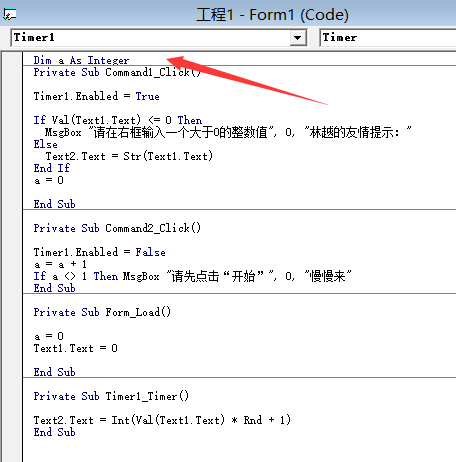 工程1 - Form1 (Code)
Timer1 Timer
Dim a As Integer
Private Sub Command1_Click()
Timer1.Enabled = True
If Val(Text1.Text) <= 0 Then
MsgBox "请在右框输入一个大于0的整数值", 0, "林越的友情提示："
Else
Text2.Text = Str(Text1.Text)
End If
a = 0
End Sub
Private Sub Command2_Click()
Timer1.Enabled = False
a = a + 1
If a <> 1 Then MsgBox "请先点击“开始”", 0, "慢慢来"
End Sub
Private Sub Form_Load()
a = 0
Text1.Text = 0
End Sub
Private Sub Timer1_Timer()
Text2.Text = Int(Val(Text1.Text) * Rnd + 1)
End Sub